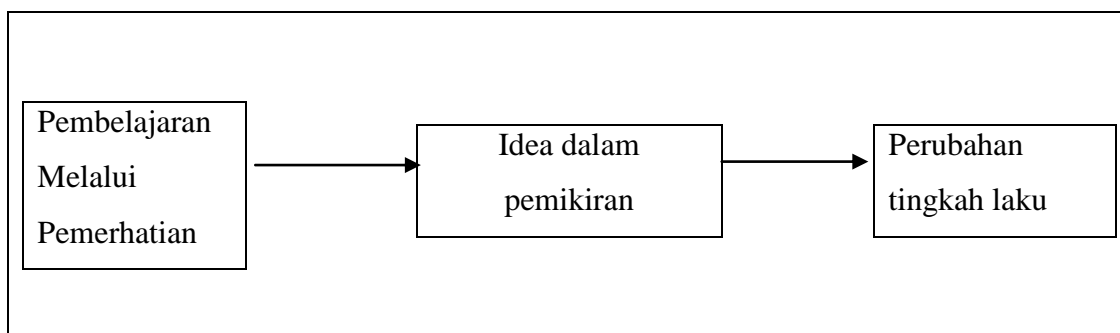 Pembelajaran
Melalui
Pemerhatian
Idea dalam
pemikiran
Perubahan
tingkah laku